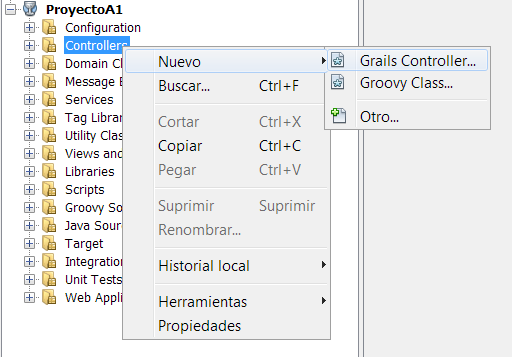 ProyectoA1
Configuration
Controllers
Domain Cl
Message B
Services
Tag Librar
Utility Clas
Views and
Libraries
Scripts
Groovy So
Java Sour
Target
Integration
Unit Tests
Web Applic
Nuevo
Buscar... Ctrl+F
Cortar Ctrl+X
Copiar Ctrl+C
Pegar Ctrl+V
Suprimir Suprimir
Renombrar...
Historial local
Herramientas
Propiedades
Grails Controller...
Groovy Class...
Otro...